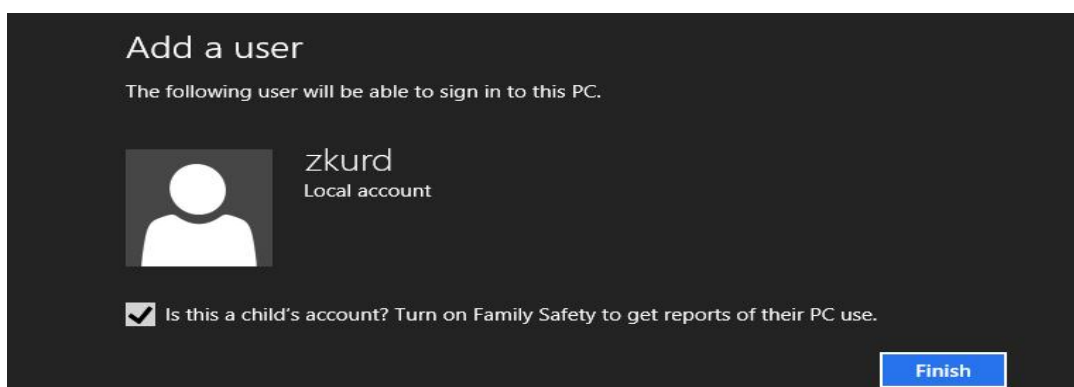 Add a user
The following user will be able to sign in to this PC.
zkurd
Local account
Is this a child's account? Turn on Family Safety to get reports of their PC use.
Finish